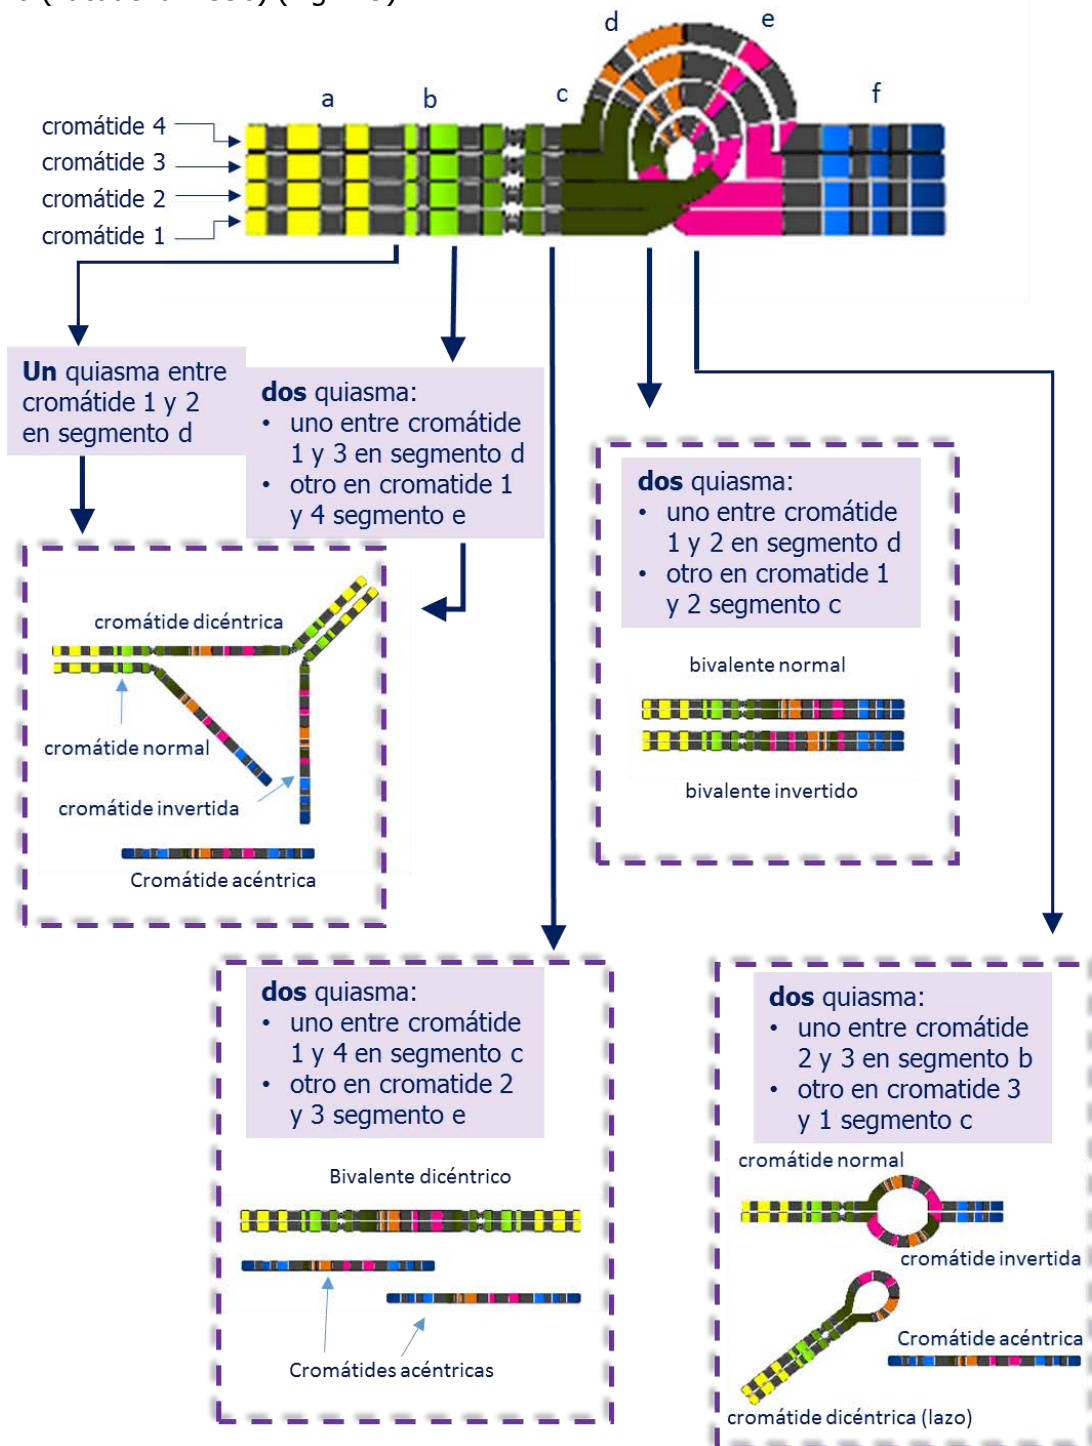 d
e
a
b
c
f
cromátide 4
cromátide 3
cromátide 2
cromátide 1
Un quiasma entre
cromátide 1 y 2
en segmento d
dos quiasma:
• uno entre cromátide
1 y 3 en segmento d
• otro en cromatide 1
y 4 segmento e
dos quiasma:
• uno entre cromátide
1 y 2 en segmento d
• otro en cromatide 1
y 2 segmento c
cromátide dicéntrica
cromátide normal
cromátide invertida
Cromátide acéntrica
bivalente normal
bivalente invertido
dos quiasma:
• uno entre cromátide
1 y 4 en segmento c
• otro en cromatide 2
y 3 segmento e
Bivalente dicéntrico
Cromátides acéntricas
dos quiasma:
• uno entre cromátide
2 y 3 en segmento b
• otro en cromatide 3
y 1 segmento c
cromátide normal
cromátide invertida
Cromátide acéntrica
cromátide dicéntrica (lazo)